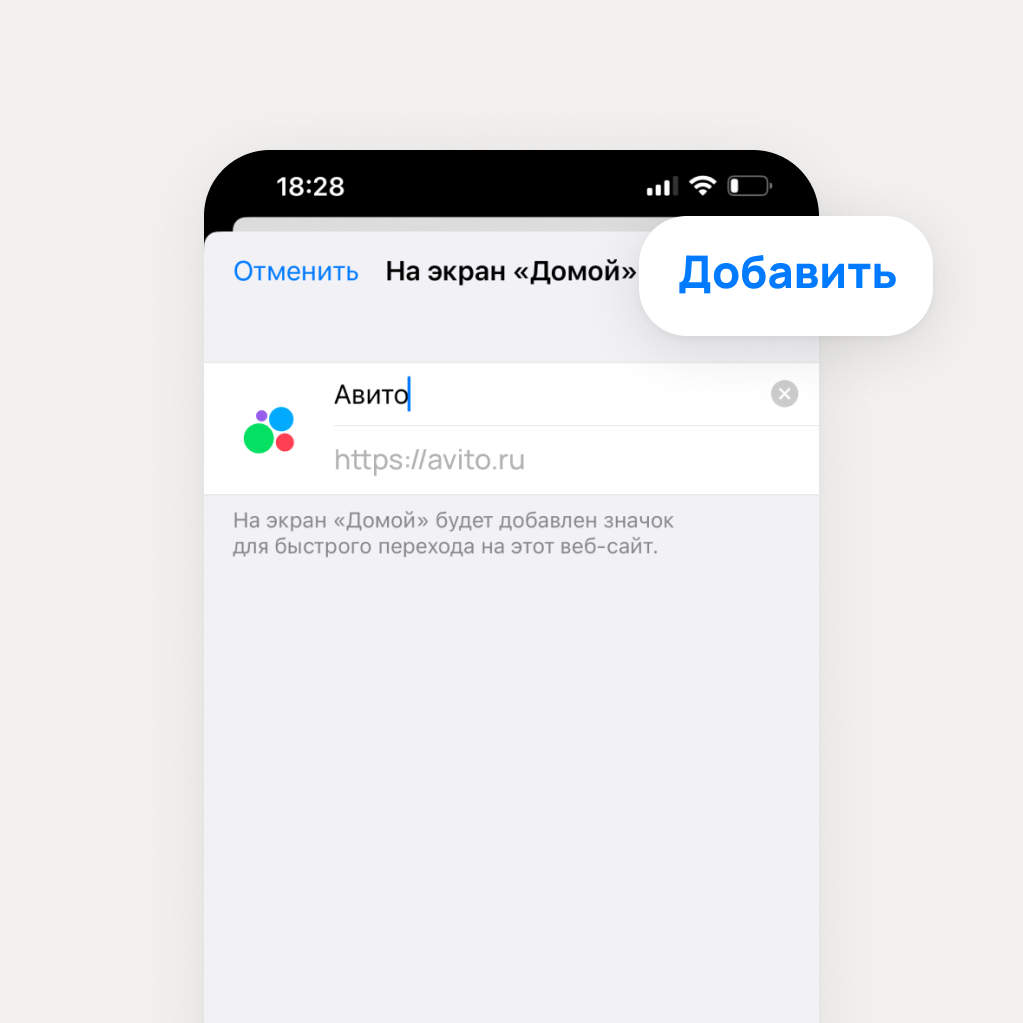 18:28
Отменить На экран «Домой» Добавить
Авито
https://avito.ru
На экран «Домой» будет добавлен значок
для быстрого перехода на этот веб-сайт.